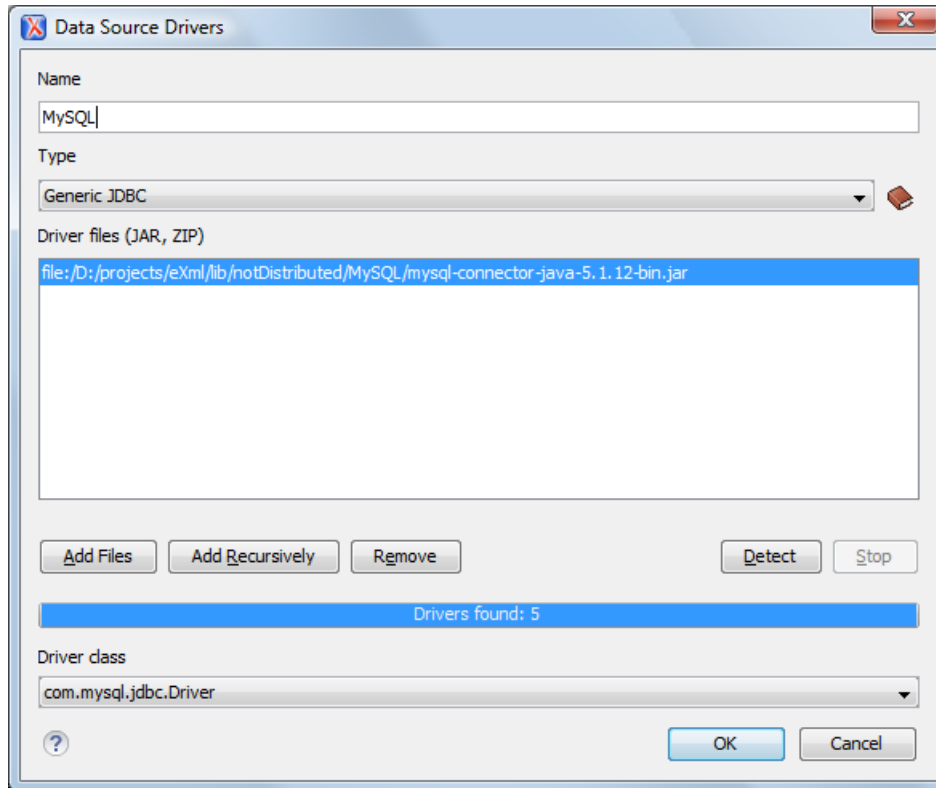 Data Source Drivers
Name
MySQL
Type
Generic JDBC
Driver files (JAR, ZIP)
file:/D:/projects/eXml/lib/notDistributed/MySQL/mysql-connector-java-5.1.12-bin.jar
Add Files Add Recursively Remove Detect Stop
Drivers found: 5
Driver class
com.mysql.jdbc.Driver
? OK Cancel